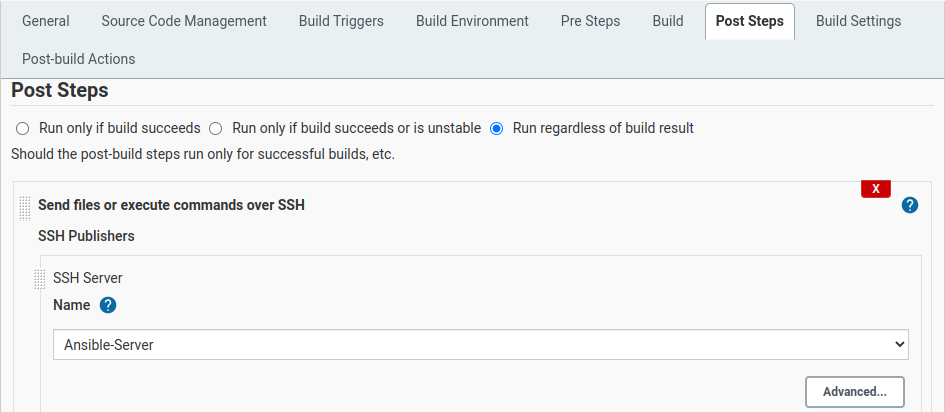 General Source Code Management Build Triggers Build Environment Pre Steps Build Post Steps Build Settings
Post-build Actions
Post Steps
Run only if build succeeds Run only if build succeeds or is unstable Run regardless of build result
Should the post-build steps run only for successful builds, etc.
X
Send files or execute commands over SSH ?
SSH Publishers
SSH Server
Name ?
Ansible-Server
Advanced...